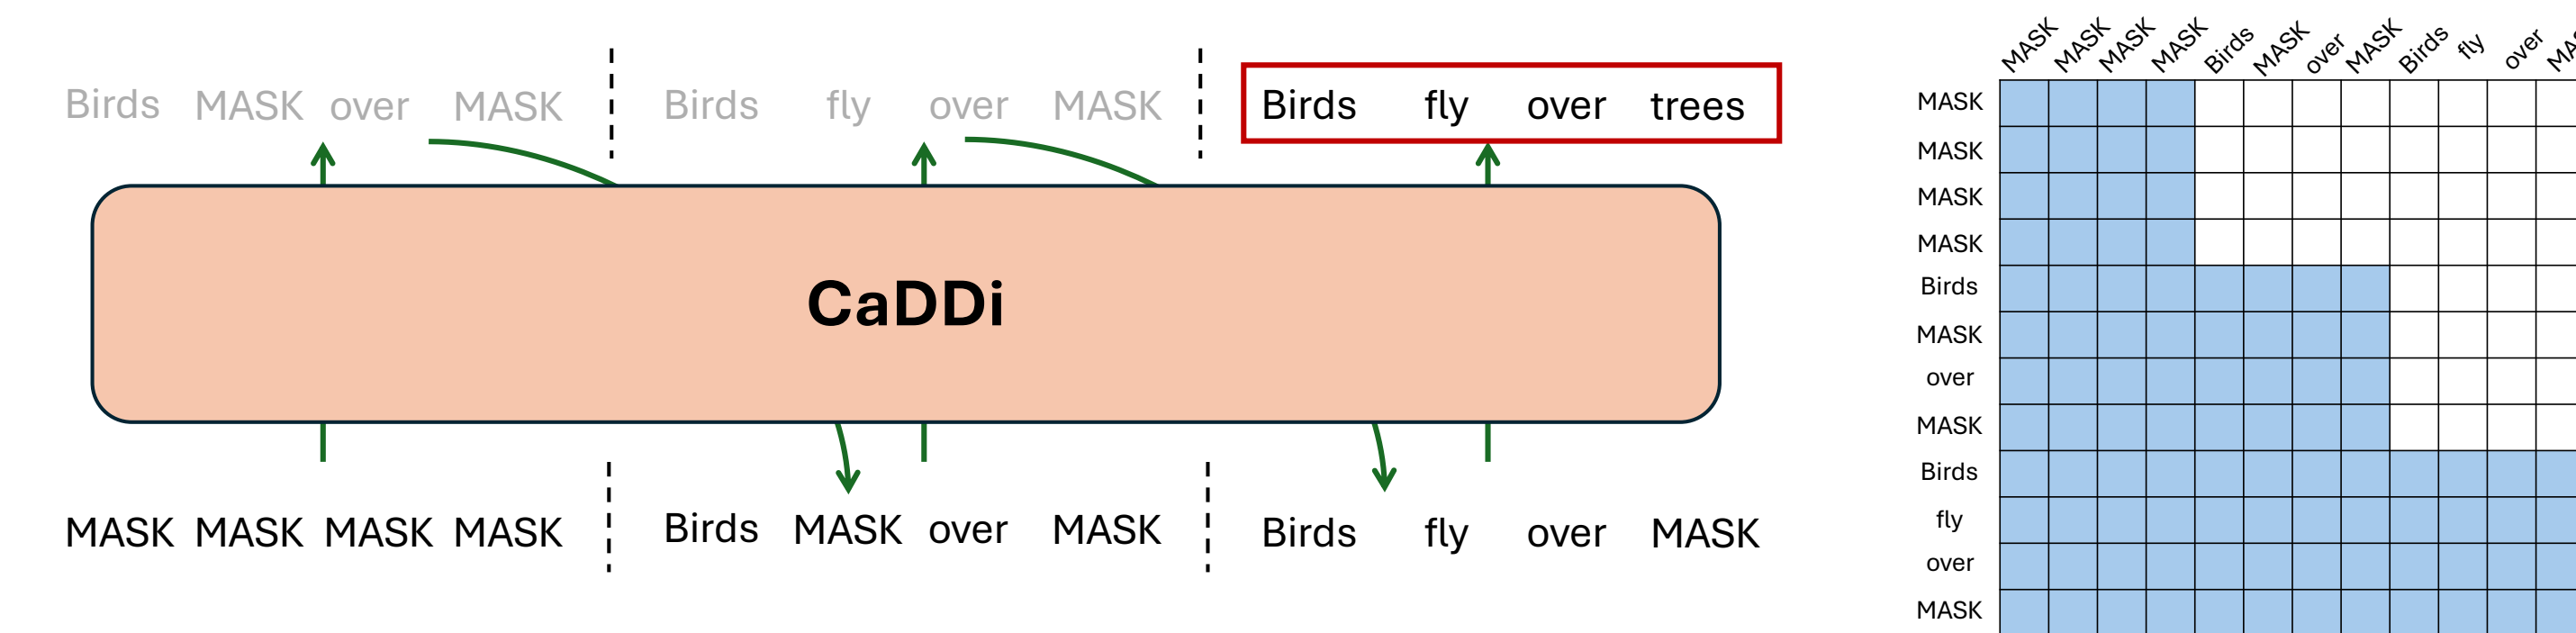 Birds MASK over MASK
Birds fly over MASK
Birds fly over trees
CaDDi
MASK MASK MASK MASK
Birds MASK over MASK
Birds fly over MASK
MASK MASK MASK MASK Birds MASK over MASK Birds fly over
MASK
MASK
MASK
MASK
Birds
MASK
over
MASK
Birds
fly
over
MASK